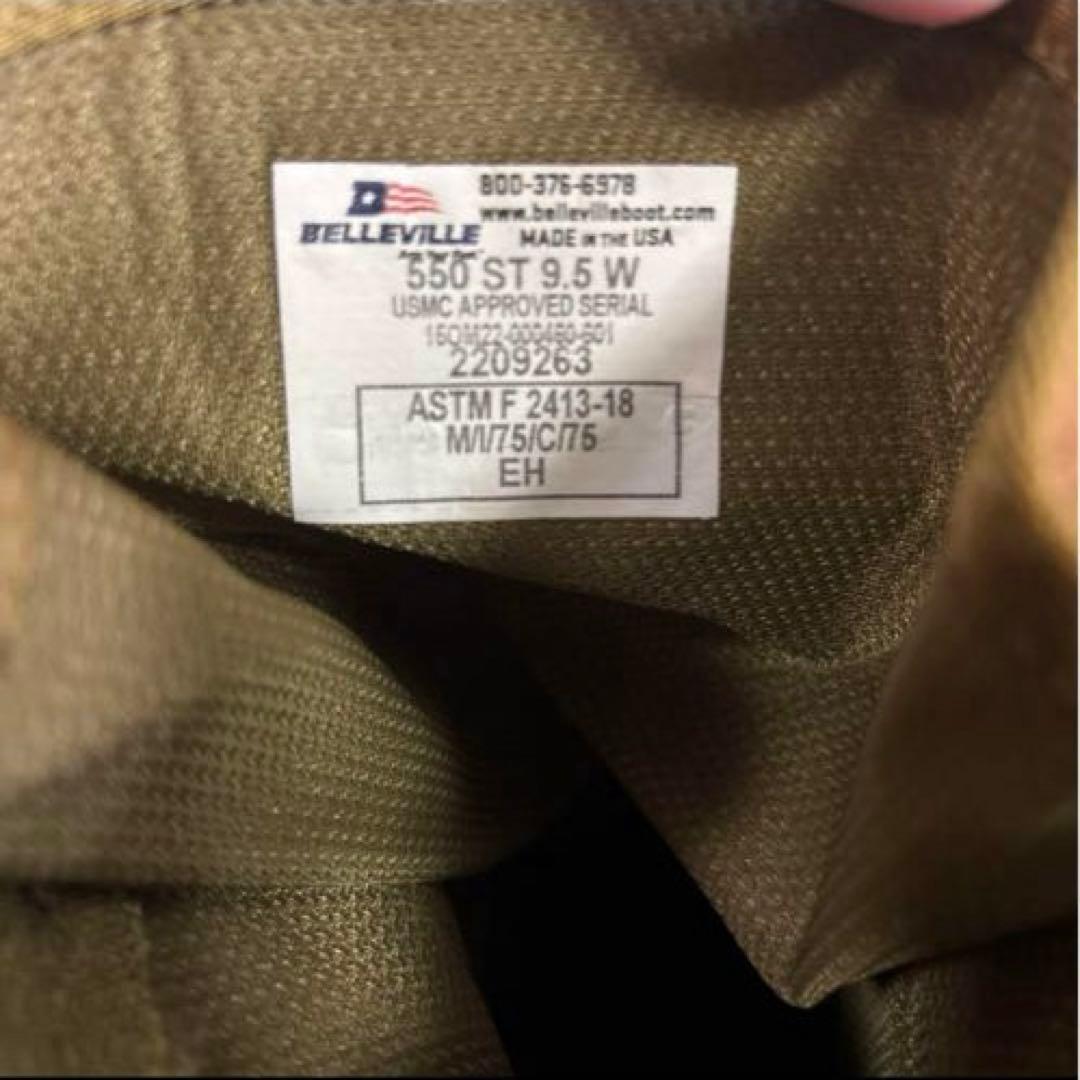 800-376-6978
www.bellevilleboot.com
BELLEVILLE
MADE IN THE USA
550 ST 9.5 W
USMC APPROVED SERIAL
2209263
ASTM F 2413-18
M/I/75/C/75
EH